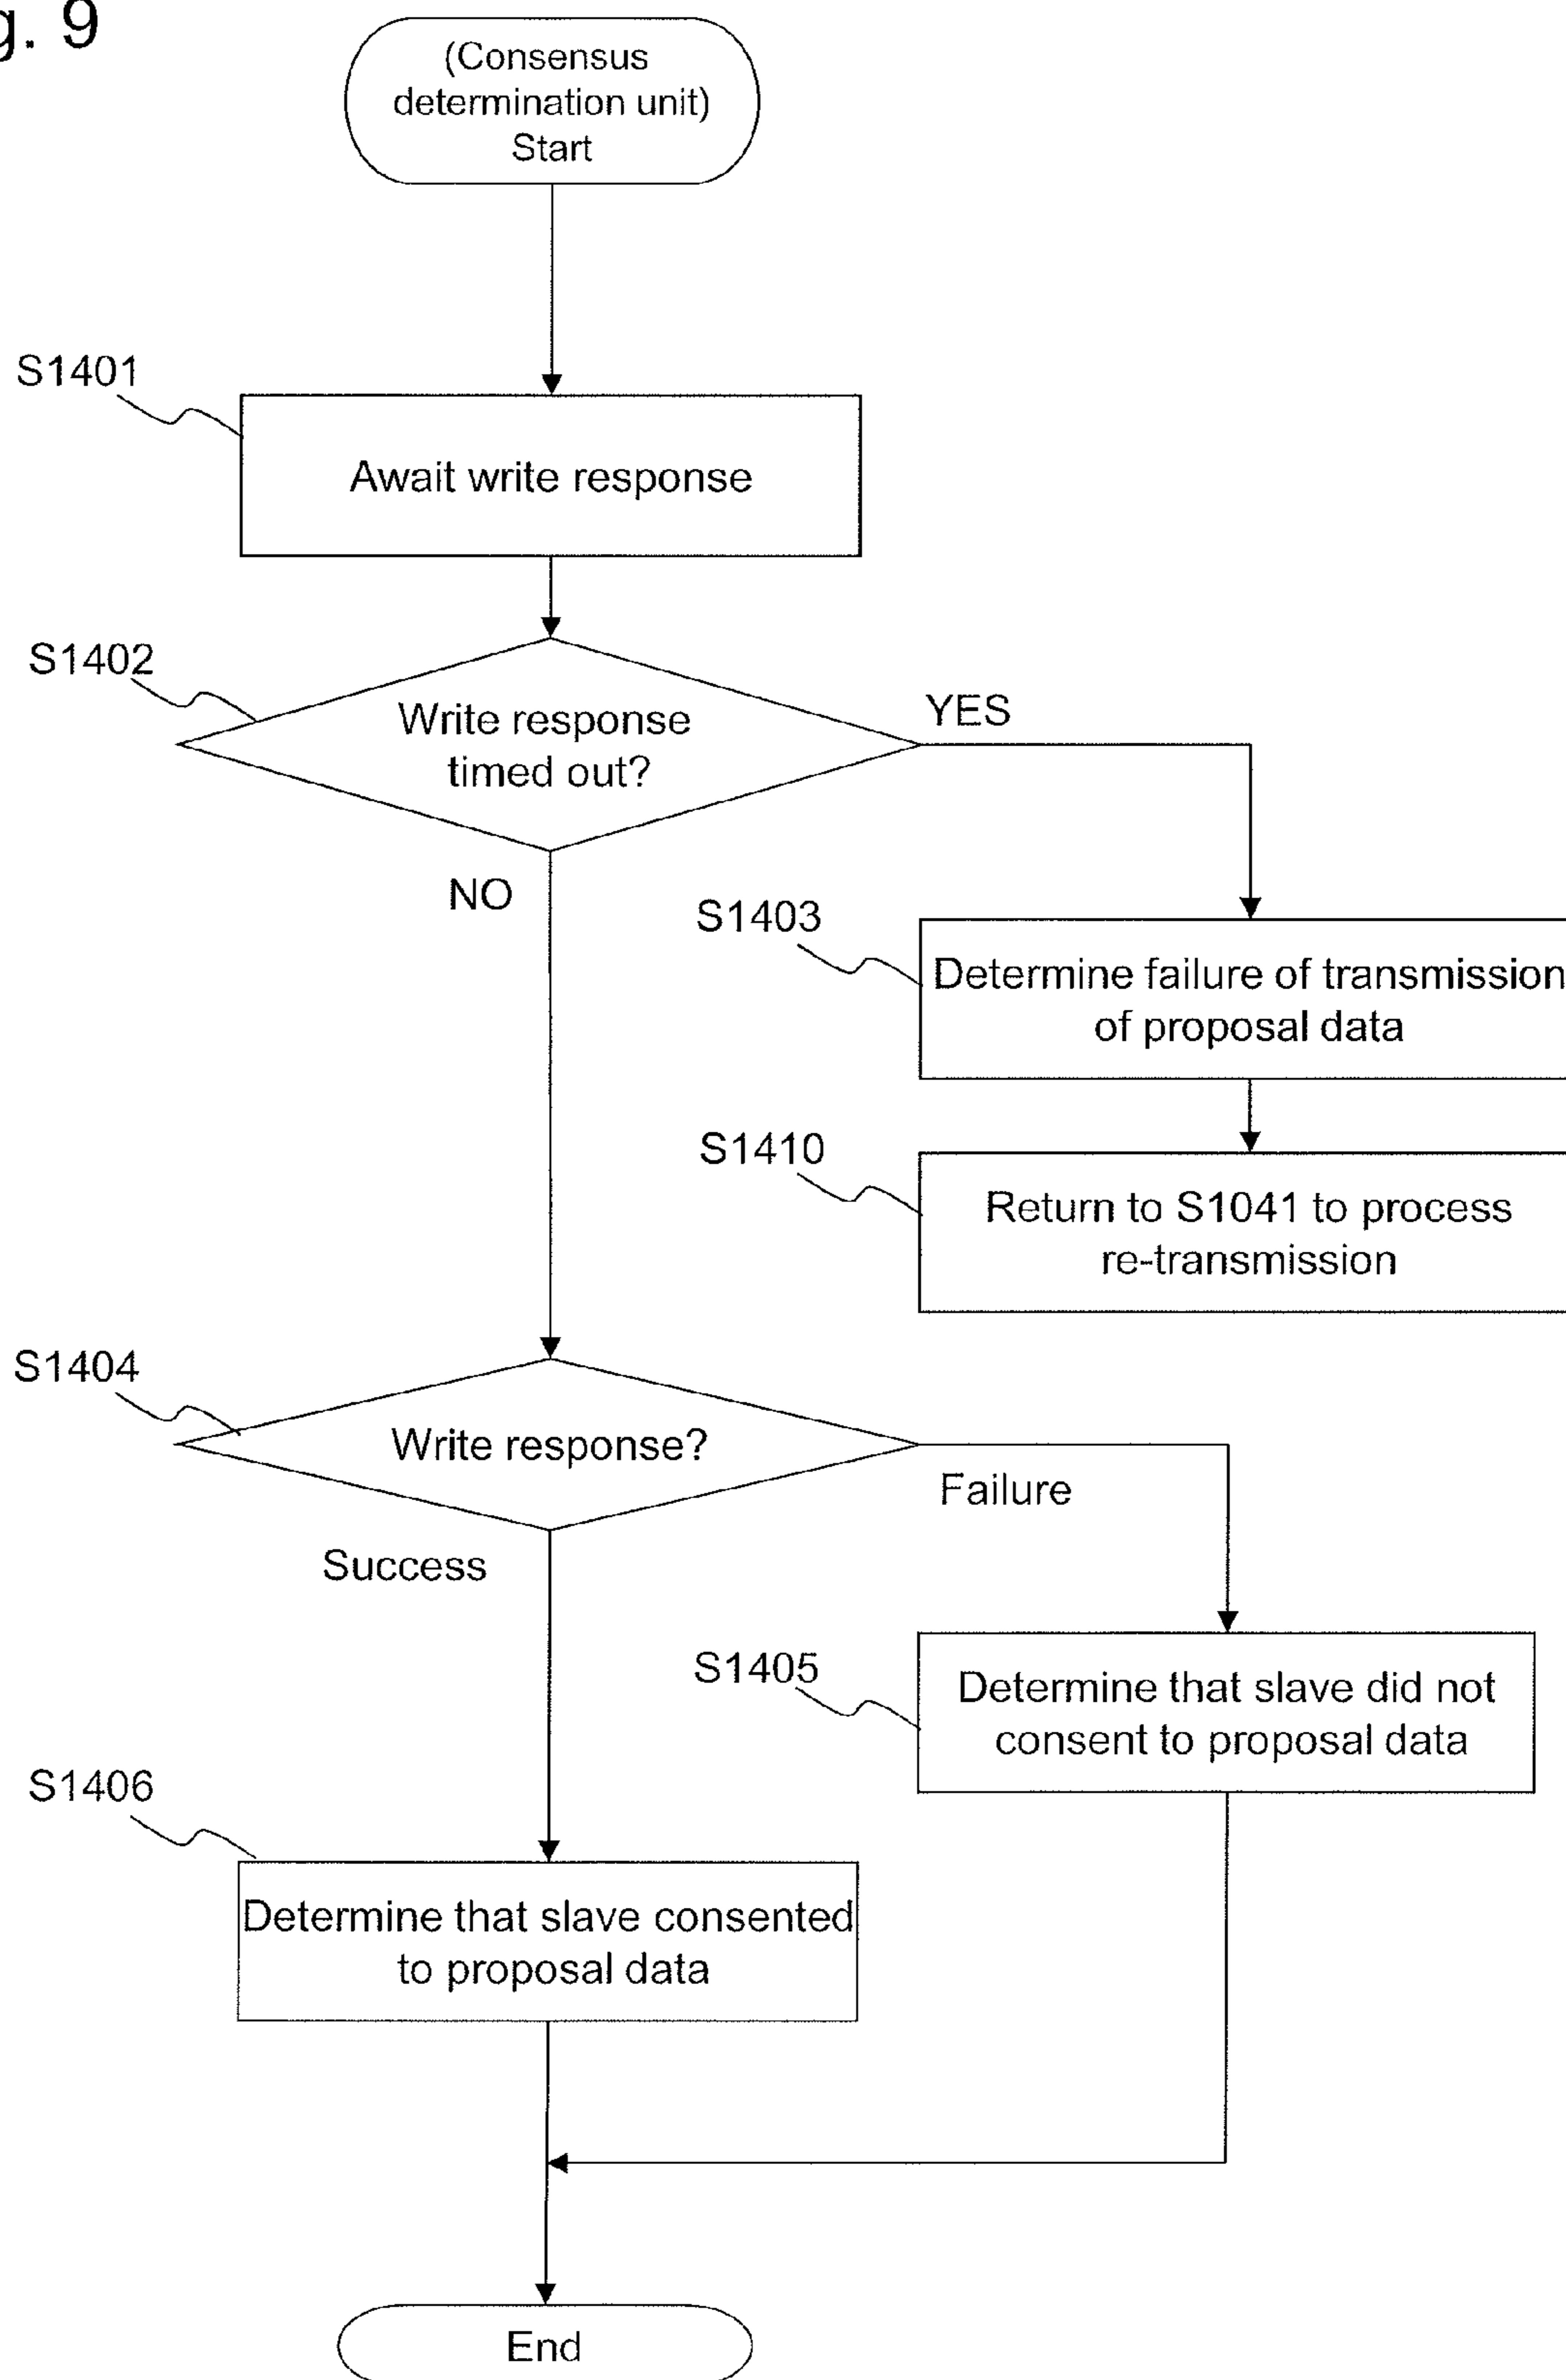 g. 9
(Consensus
determination unit)
Start
S1401
Await write response
S1402
Write response
timed out?
YES
NO
S1403
Determine failure of transmission
of proposal data
S1410
Return to S1041 to process
re-transmission
S1404
Write response?
Failure
Success
S1405
Determine that slave did not
consent to proposal data
S1406
Determine that slave consented
to proposal data
End